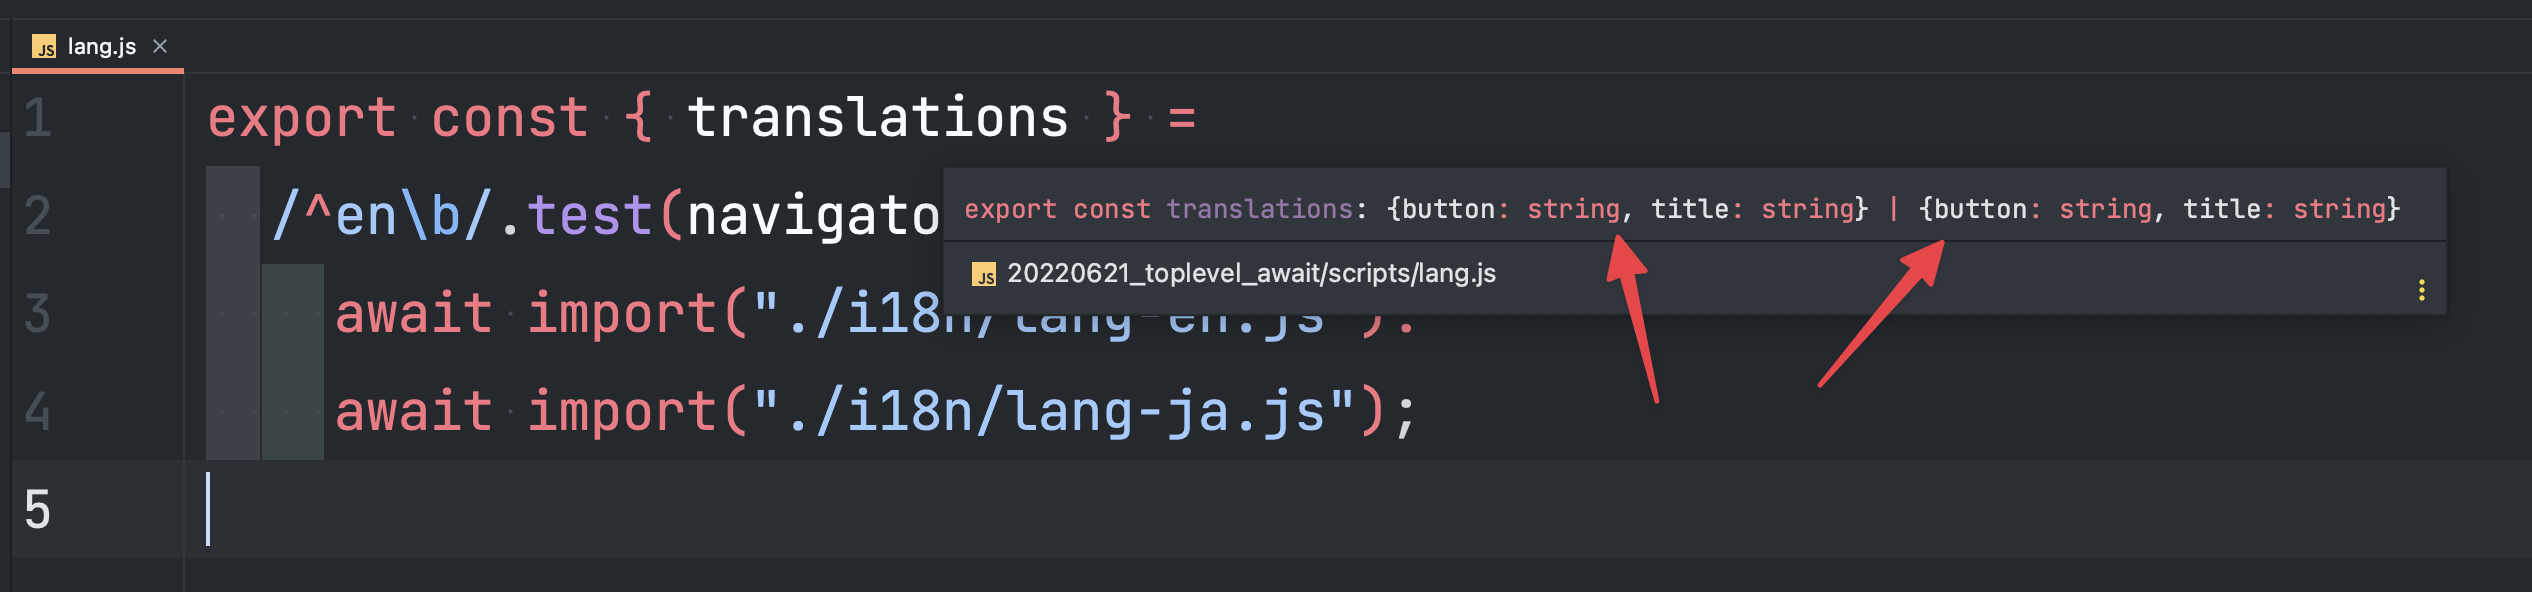 JS lang.js ×
1 export const { translations } =
2 /^en\b/.test(navigato
export const translations: {button: string, title: string} | {button: string, title: string}
JS 20220621_toplevel_await/scripts/lang.js
3 await import("./i18n/lang-en.js"):
4 await import("./i18n/lang-ja.js");
5